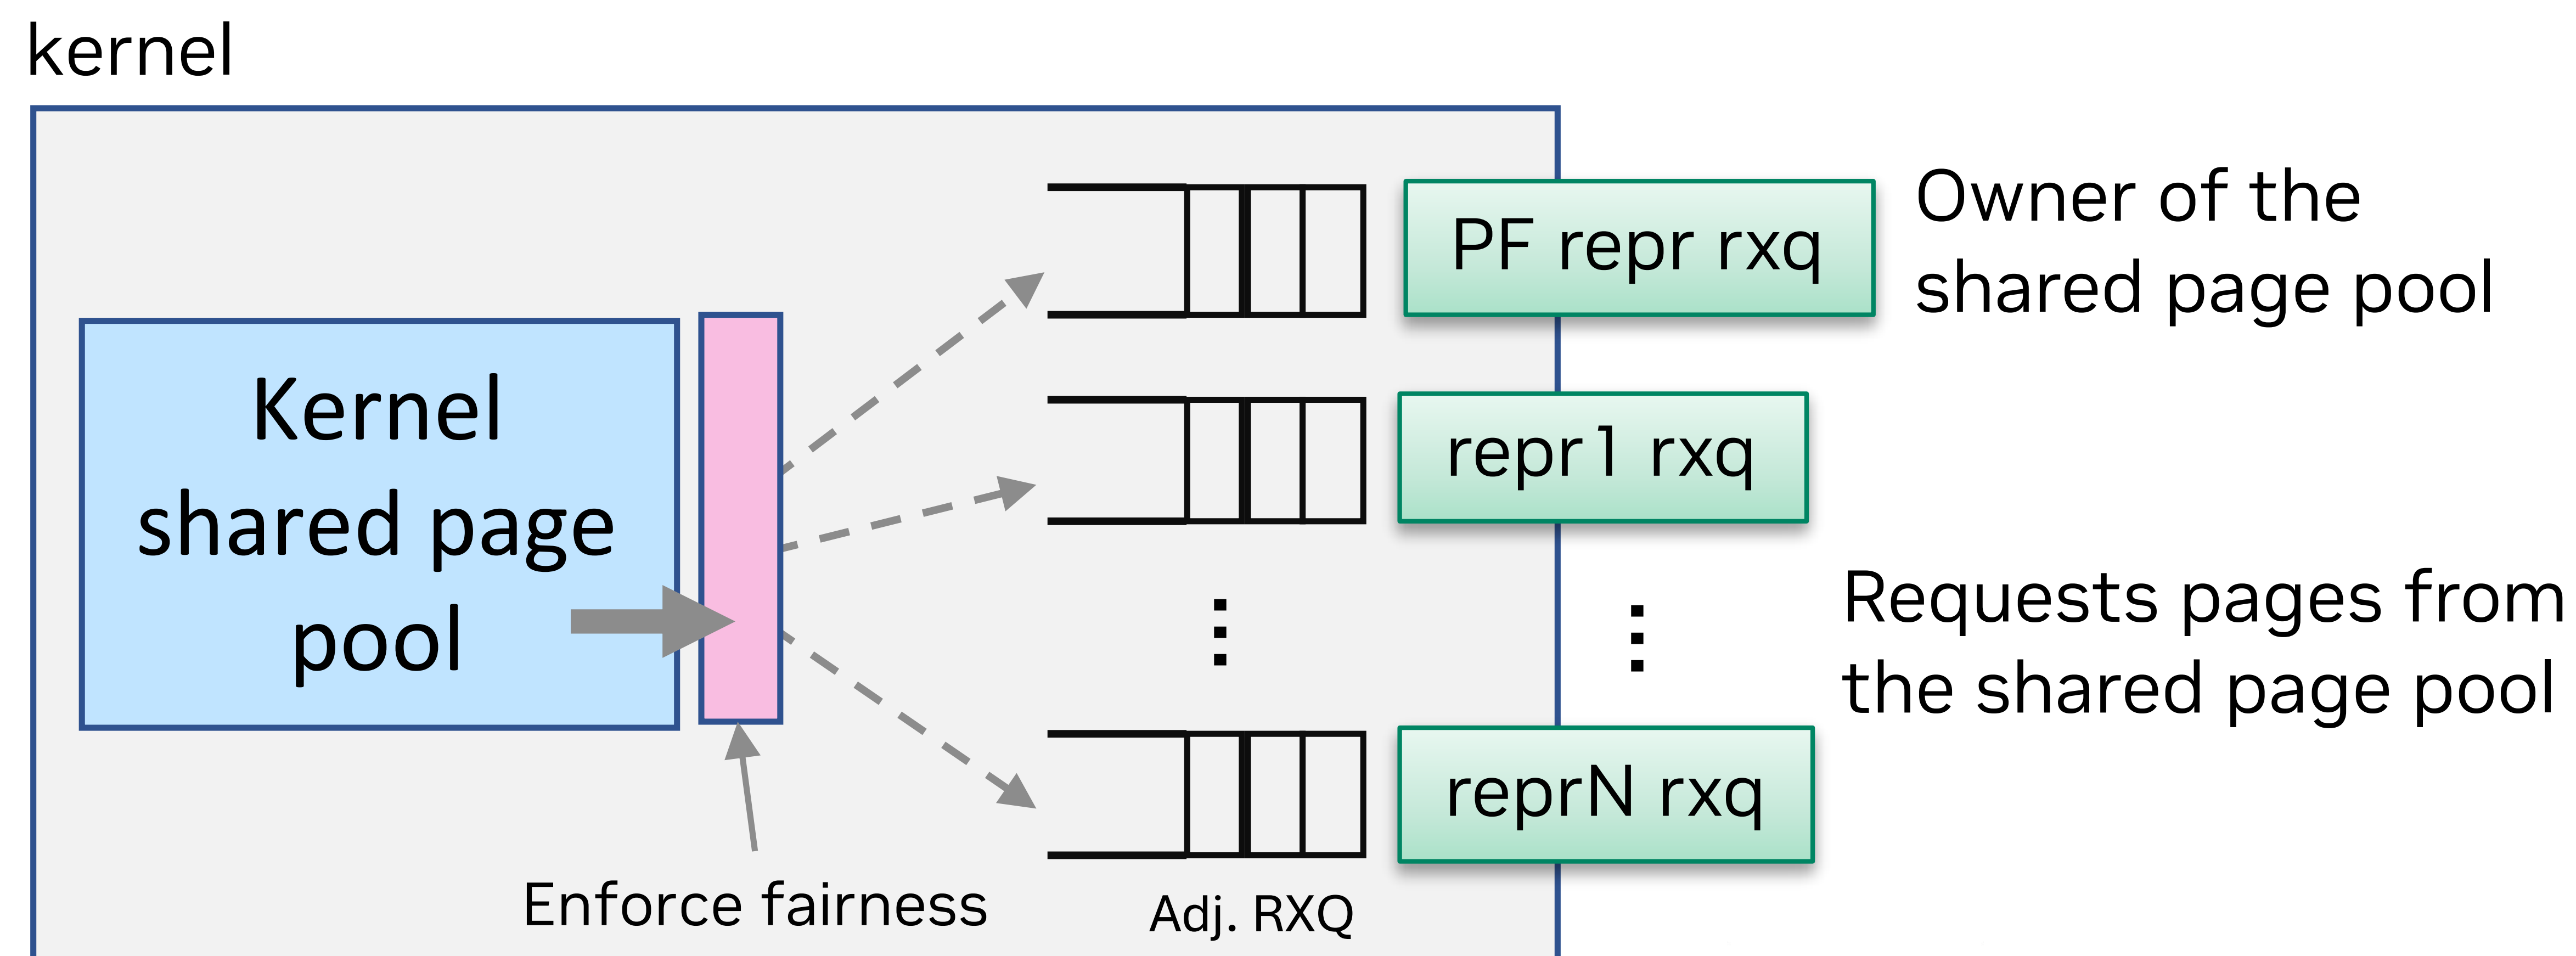 kernel
Kernel
shared page
pool
Enforce fairness
Adj. RXQ
PF repr rxq
Owner of the
shared page pool
repr1 rxq
Requests pages from
the shared page pool
reprN rxq